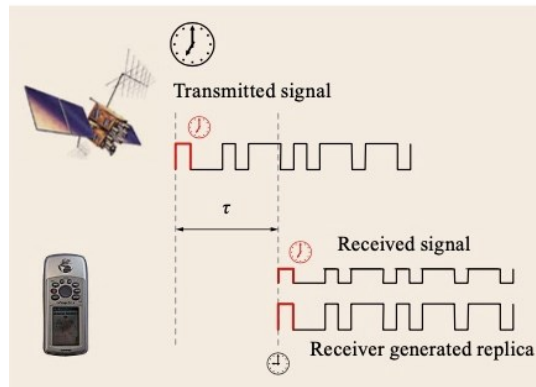 Transmitted signal
τ
Received signal
Receiver generated replica